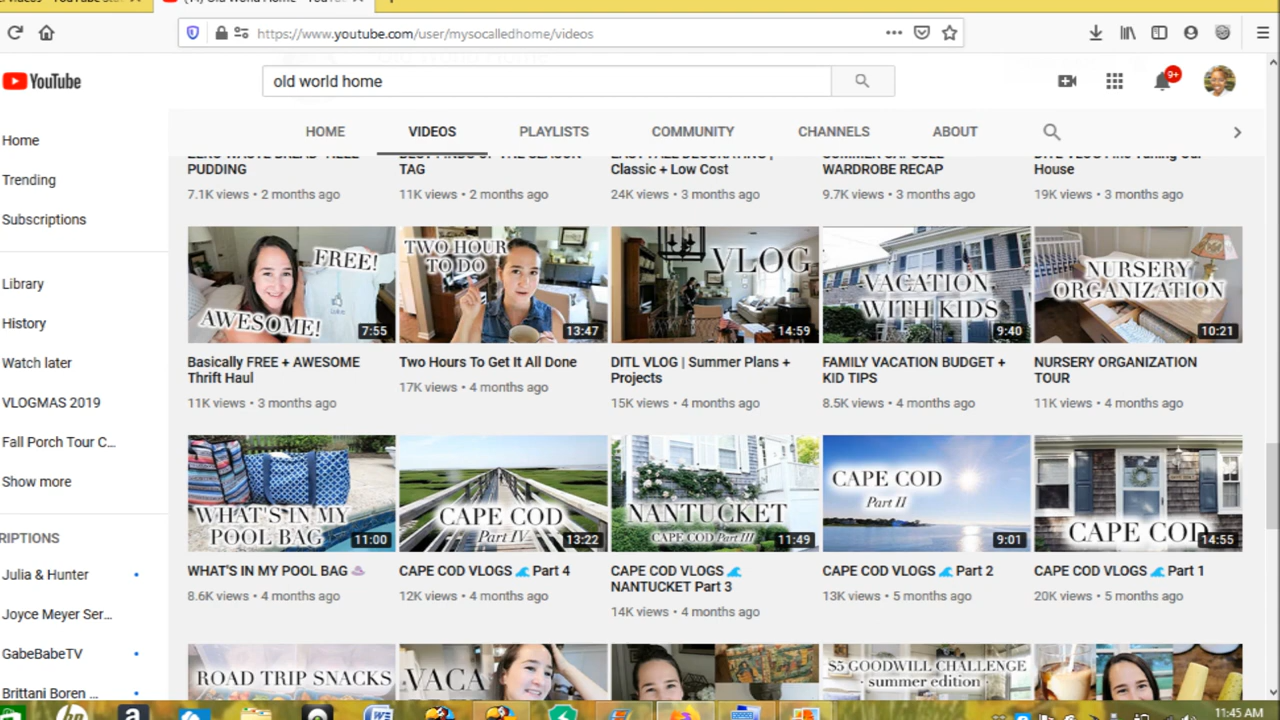 https://www.youtube.com/user/mysocalledhome/videos
YouTube
old world home
9+
HOME VIDEOS PLAYLISTS COMMUNITY CHANNELS ABOUT
Home
Trending
Subscriptions
Library
History
Watch later
VLOGMAS 2019
Fall Porch Tour C...
Show more
RIPTIONS
Julia & Hunter
Joyce Meyer Ser...
GabeBabeTV
Brittani Boren ...
PUDDING
TAG
Classic + Low Cost
WARDROBE RECAP
House
7.1K views • 2 months ago
11K views • 2 months ago
24K views • 3 months ago
9.7K views • 3 months ago
19K views • 3 months ago
FREE!
AWESOME!
7:55
TWO HOUR
TO DO
13:47
VLOG
14:59
VACATION
WITH KIDS
9:40
NURSERY
ORGANIZATION
10:21
Basically FREE + AWESOME
Thrift Haul
11K views • 3 months ago
Two Hours To Get It All Done
17K views • 4 months ago
DITL VLOG | Summer Plans +
Projects
15K views • 4 months ago
FAMILY VACATION BUDGET +
KID TIPS
8.5K views • 4 months ago
NURSERY ORGANIZATION
TOUR
11K views • 4 months ago
WHAT'S IN MY
POOL BAG
11:00
CAPE COD
Part IV
13:22
NANTUCKET
CAPE COD Part III
11:49
CAPE COD
Part II
9:01
CAPE COD
14:55
WHAT'S IN MY POOL BAG 👒
8.6K views • 4 months ago
CAPE COD VLOGS 🌊 Part 4
12K views • 4 months ago
CAPE COD VLOGS 🌊
NANTUCKET Part 3
14K views • 4 months ago
CAPE COD VLOGS 🌊 Part 2
13K views • 5 months ago
CAPE COD VLOGS 🌊 Part 1
20K views • 5 months ago
ROAD TRIP SNACKS
VACA
$5 GOODWILL CHALLENGE
- summer edition -
11:45 AM